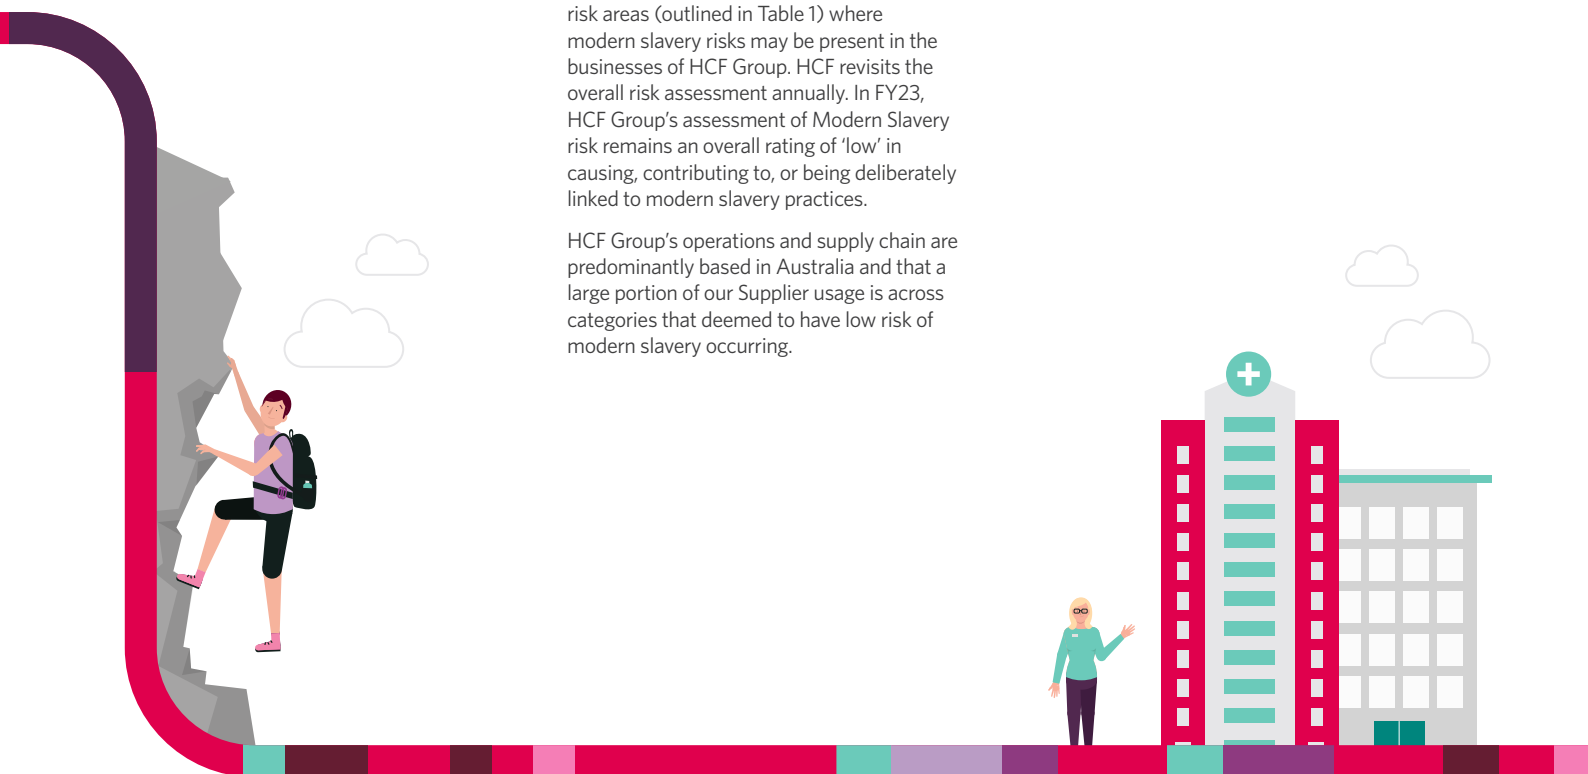 risk areas (outlined in Table 1) where
modern slavery risks may be present in the
businesses of HCF Group. HCF revisits the
overall risk assessment annually. In FY23,
HCF Group’s assessment of Modern Slavery
risk remains an overall rating of ‘low’ in
causing, contributing to, or being deliberately
linked to modern slavery practices.
HCF Group’s operations and supply chain are
predominantly based in Australia and that a
large portion of our Supplier usage is across
categories that deemed to have low risk of
modern slavery occurring.